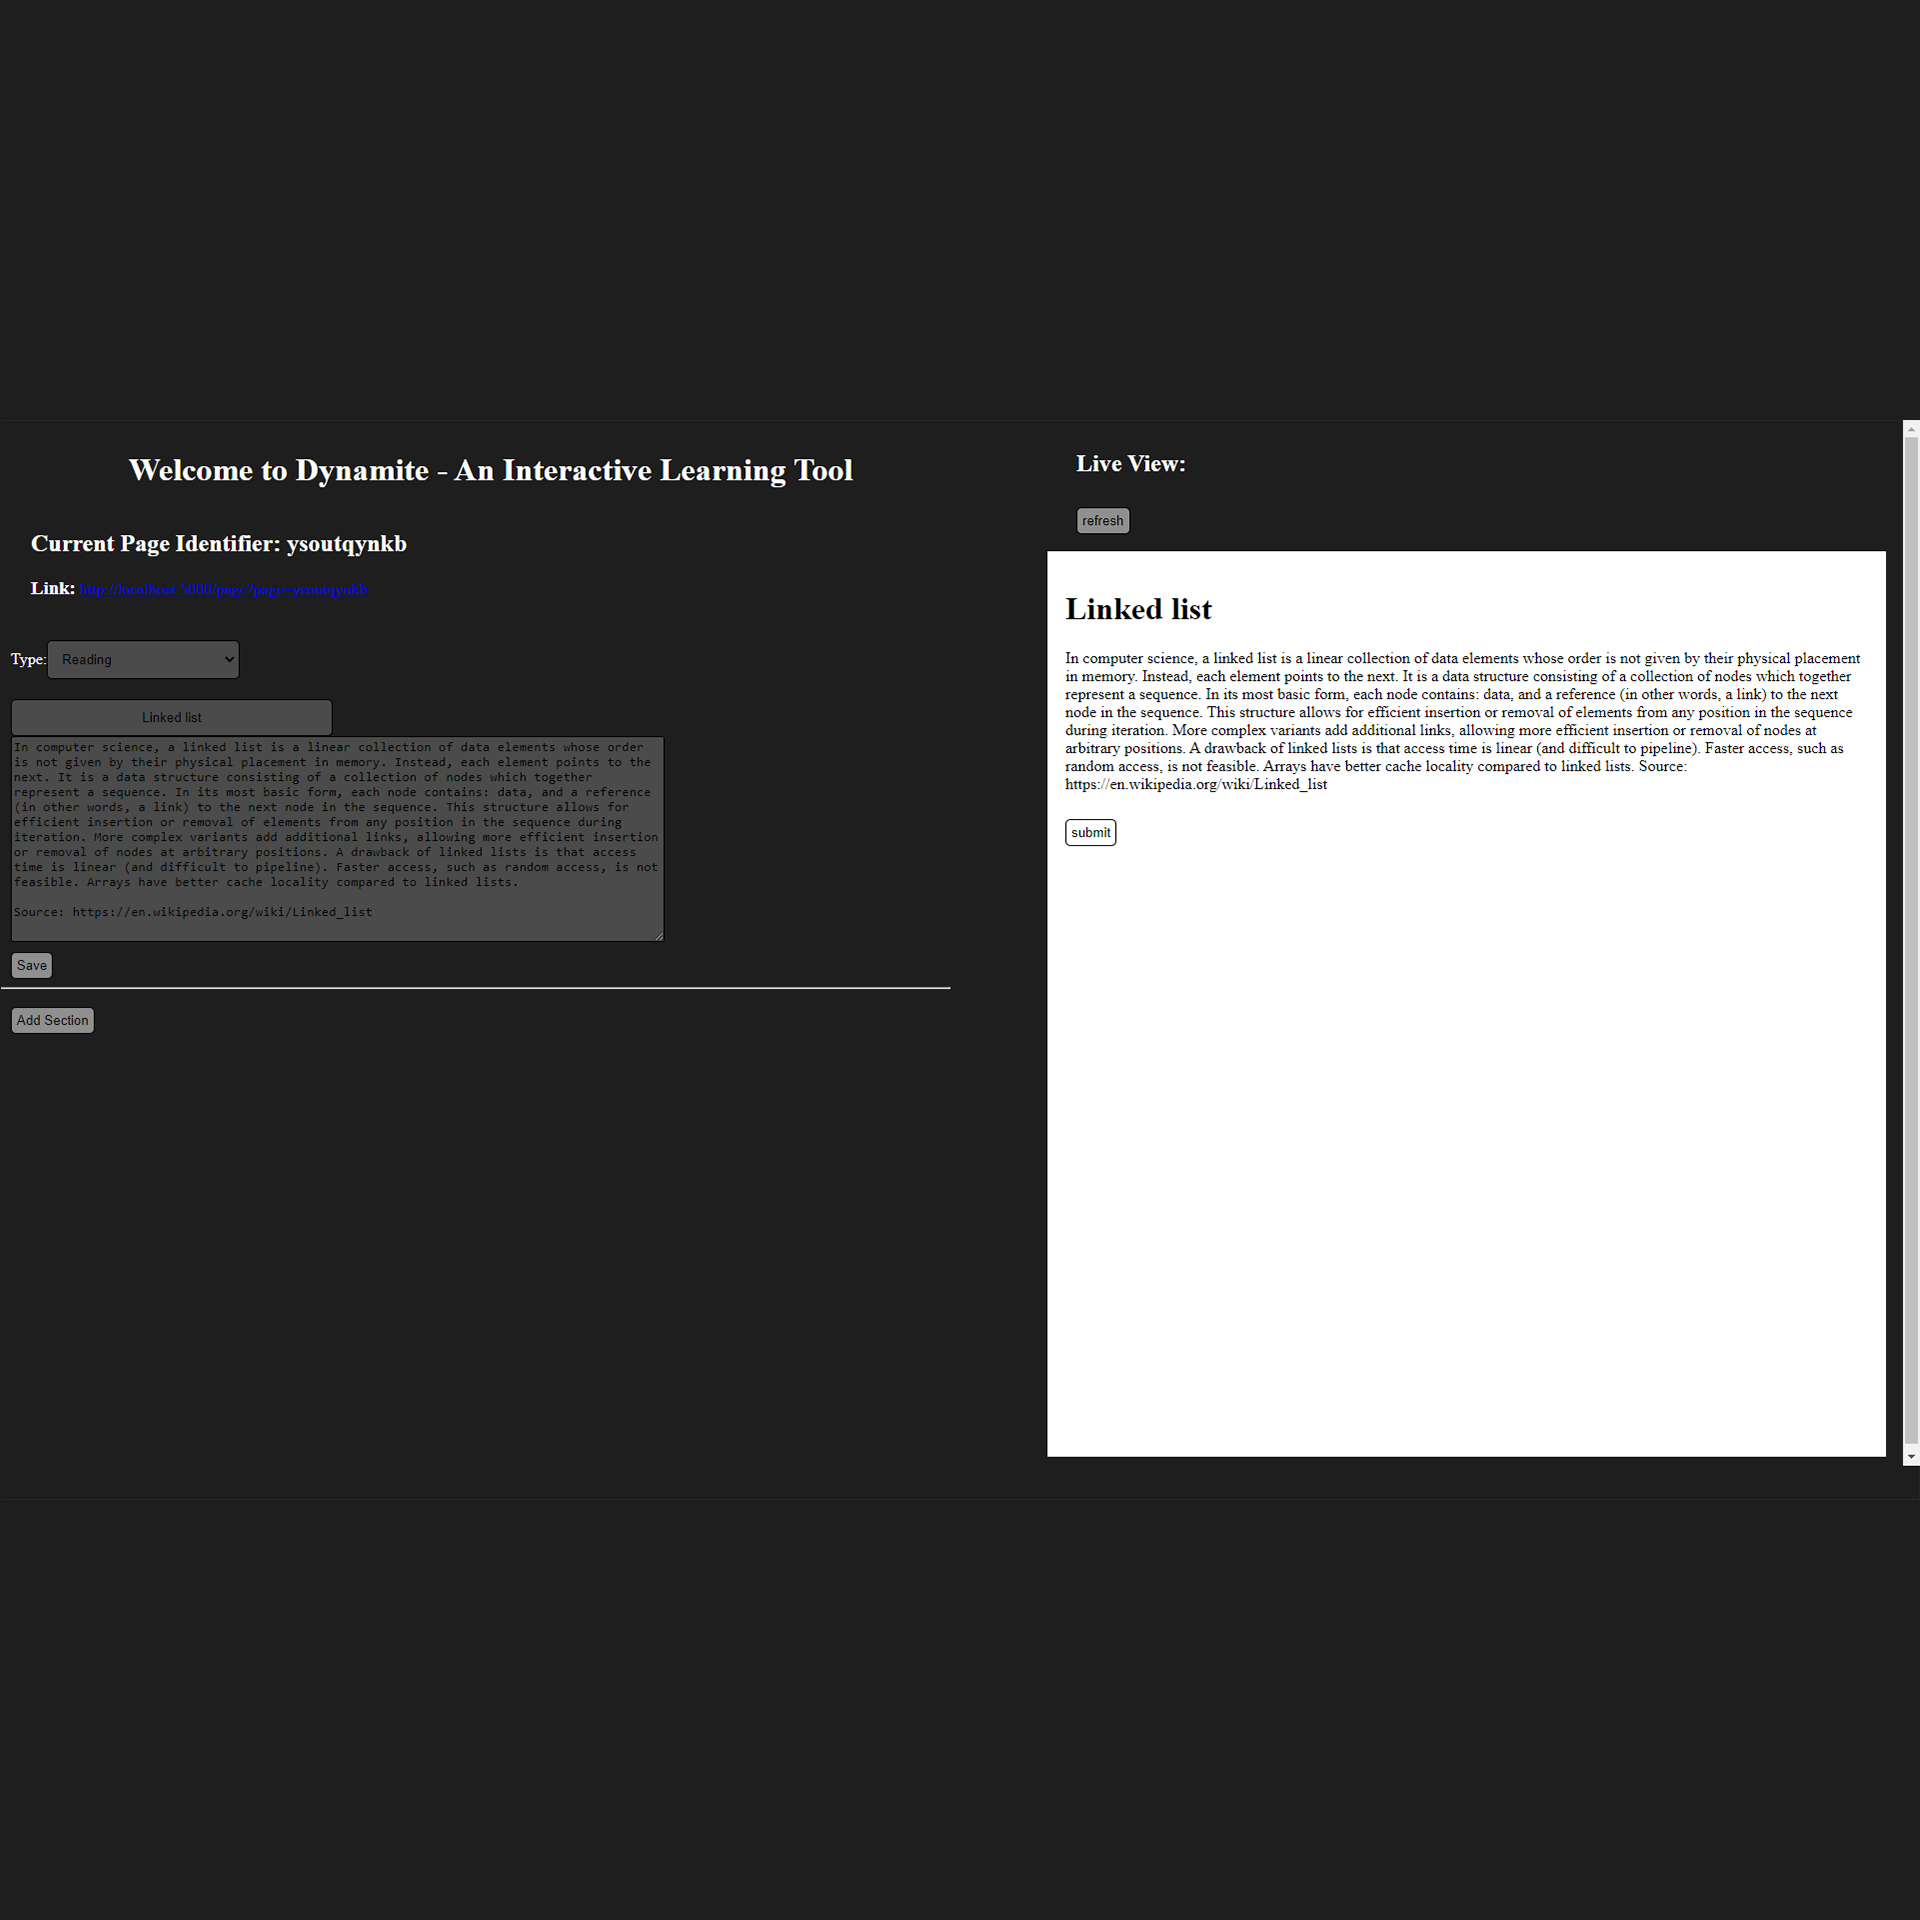 Welcome to Dynamite - An Interactive Learning Tool
Current Page Identifier: ysoutqynkb
Link: http://localhost:5000/page?page=ysoutqynkb
Type: Reading
Linked list
In computer science, a linked list is a linear collection of data elements whose order
is not given by their physical placement in memory. Instead, each element points to the
next. It is a data structure consisting of a collection of nodes which together
represent a sequence. In its most basic form, each node contains: data, and a reference
(in other words, a link) to the next node in the sequence. This structure allows for
efficient insertion or removal of elements from any position in the sequence during
iteration. More complex variants add additional links, allowing more efficient insertion
or removal of nodes at arbitrary positions. A drawback of linked lists is that access
time is linear (and difficult to pipeline). Faster access, such as random access, is not
feasible. Arrays have better cache locality compared to linked lists.
Source: https://en.wikipedia.org/wiki/Linked_list
Save
Add Section
Live View:
refresh
Linked list
In computer science, a linked list is a linear collection of data elements whose order is not given by their physical placement
in memory. Instead, each element points to the next. It is a data structure consisting of a collection of nodes which together
represent a sequence. In its most basic form, each node contains: data, and a reference (in other words, a link) to the next
node in the sequence. This structure allows for efficient insertion or removal of elements from any position in the sequence
during iteration. More complex variants add additional links, allowing more efficient insertion or removal of nodes at
arbitrary positions. A drawback of linked lists is that access time is linear (and difficult to pipeline). Faster access, such as
random access, is not feasible. Arrays have better cache locality compared to linked lists. Source:
https://en.wikipedia.org/wiki/Linked_list
submit